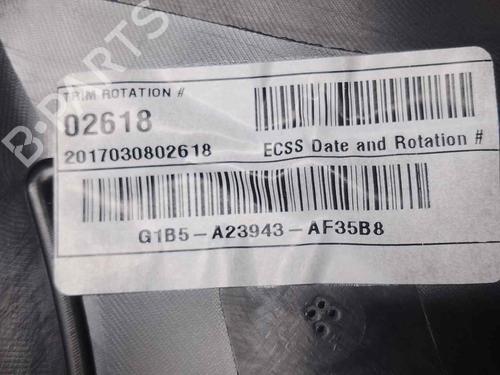 B-PARTS
TRIM ROTATION #
02618
2017030802618
ECSS Date and Rotation #
G1B5-A23943-AF35B8